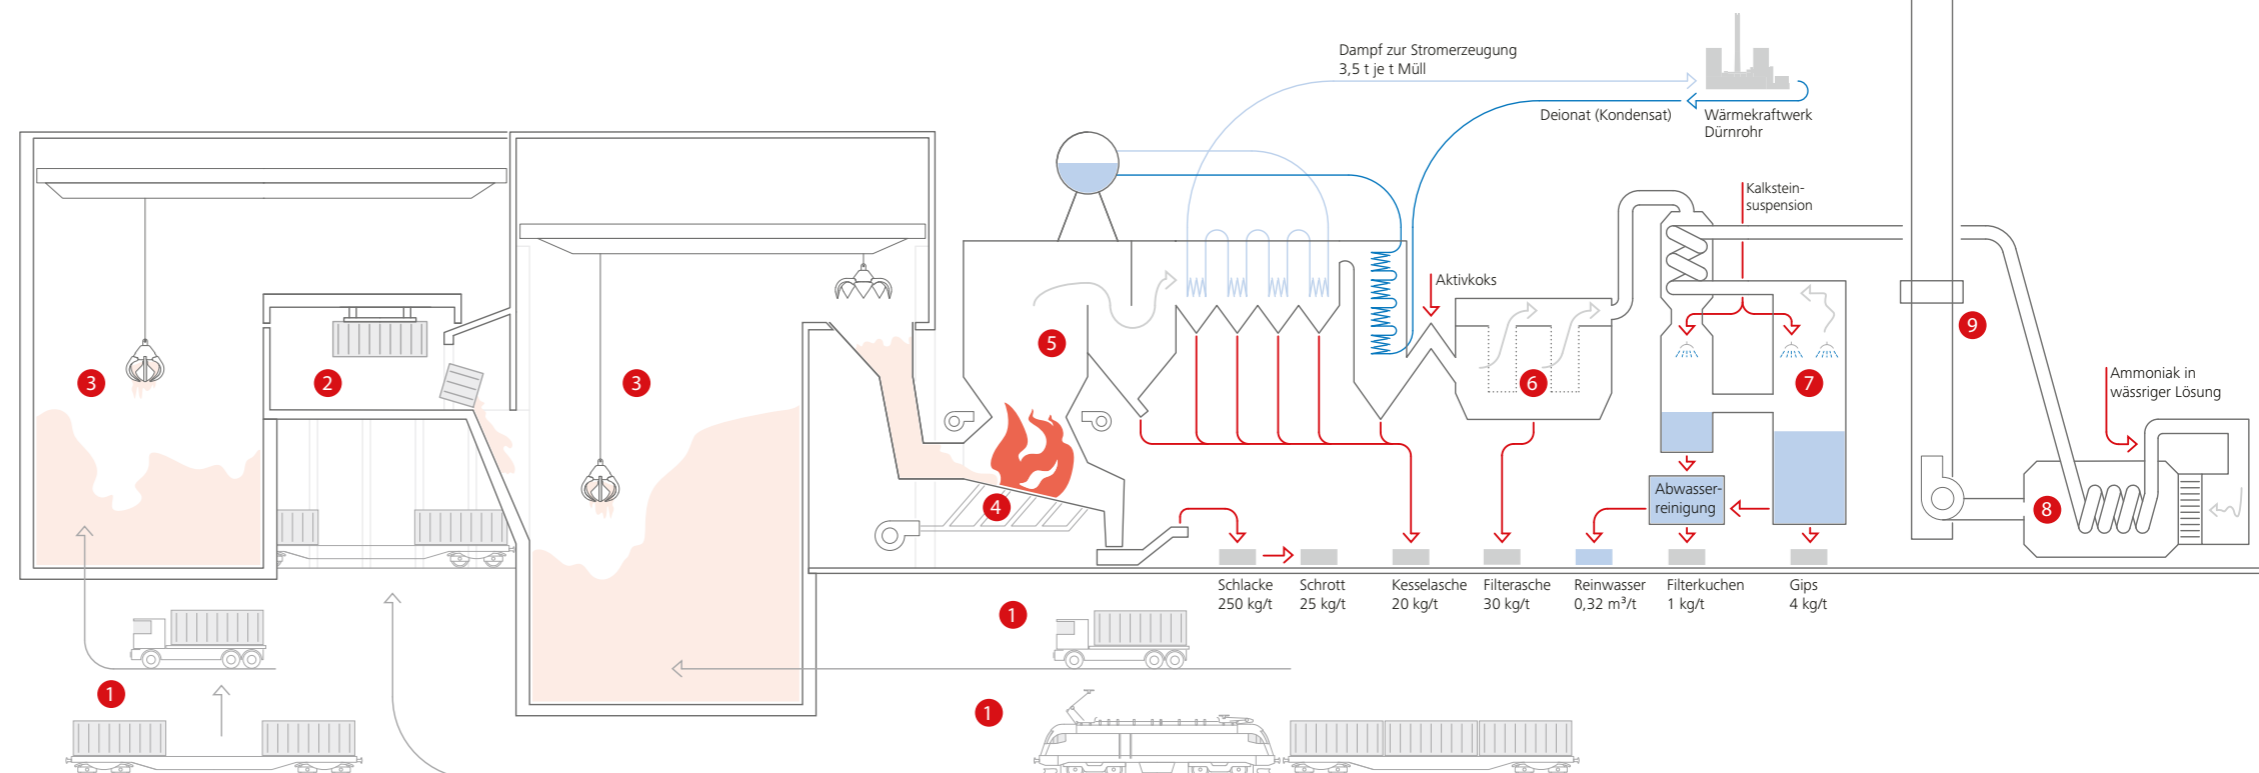 Dampf zur Stromerzeugung
3,5 t je t Müll
Deionat (Kondensat)
Wärmekraftwerk
Dürnrohr
Kalkstein-
suspension
Aktivkoks
Ammoniak in
wässriger Lösung
3
2
3
5
6
7
9
4
8
Abwasser-
reinigung
Schlacke
250 kg/t
Schrott
25 kg/t
Kesselasche
20 kg/t
Filterasche
30 kg/t
Reinwasser
0,32 m³/t
Filterkuchen
1 kg/t
Gips
4 kg/t
1
1
1